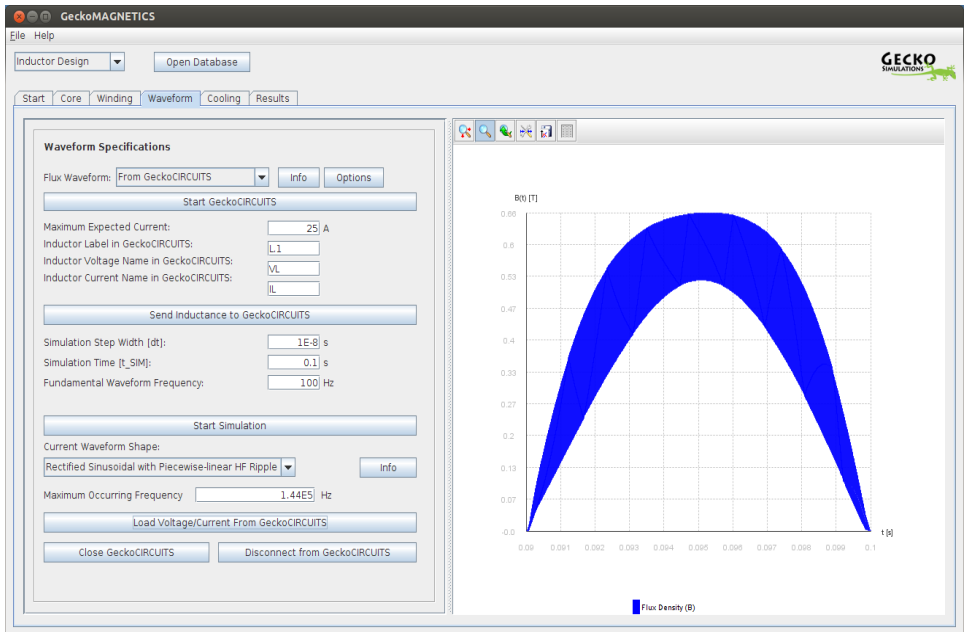 GeckoMAGNETICS
File Help
Inductor Design Open Database
GECKO
SIMULATIONS
Start Core Winding Waveform Cooling Results
Waveform Specifications
Flux Waveform: From GeckoCIRCUITS Info Options
Start GeckoCIRCUITS
Maximum Expected Current: 25 A
Inductor Label in GeckoCIRCUITS: L1
Inductor Voltage Name in GeckoCIRCUITS: VL
Inductor Current Name in GeckoCIRCUITS: IL
Send Inductance to GeckoCIRCUITS
Simulation Step Width [dt]: 1E-8 s
Simulation Time [t_SIM]: 0.1 s
Fundamental Waveform Frequency: 100 Hz
Start Simulation
Current Waveform Shape:
Rectified Sinusoidal with Piecewise-linear HF Ripple Info
Maximum Occurring Frequency 1.44E5 Hz
Load Voltage/Current From GeckoCIRCUITS
Close GeckoCIRCUITS Disconnect from GeckoCIRCUITS
B(t) [T]
0.66
0.6
0.53
0.47
0.4
0.33
0.27
0.2
0.13
0.07
-0.0
t [s]
0.09 0.091 0.092 0.093 0.094 0.095 0.096 0.097 0.098 0.099 0.1
Flux Density (B)